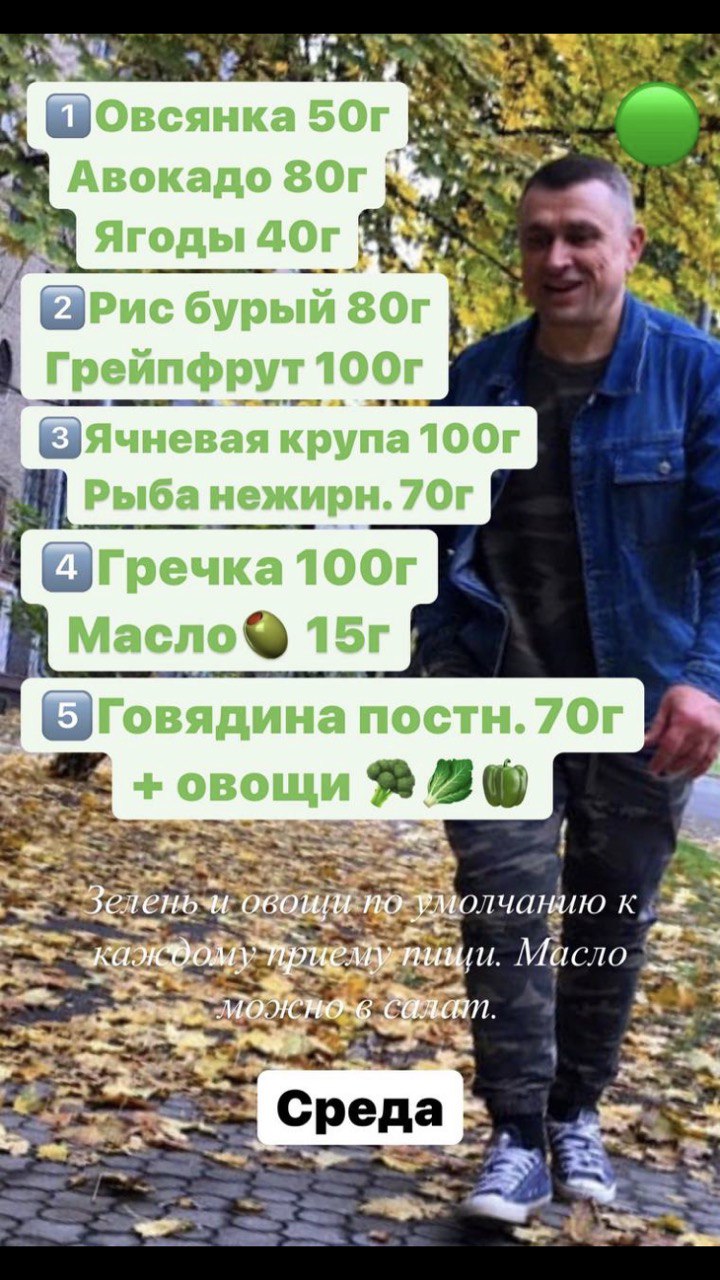 1️⃣Овсянка 50г
Авокадо 80г
Ягоды 40г
2️⃣Рис бурый 80г
Грейпфрут 100г
3️⃣Ячневая крупа 100г
Рыба нежирн. 70г
4️⃣Гречка 100г
Масло🫒 15г
5️⃣Говядина постн. 70г
+ овощи 🥦🥬🫑
Зелень и овощи по умолчанию к
каждому приему пищи. Масло
можно в салат.
Среда